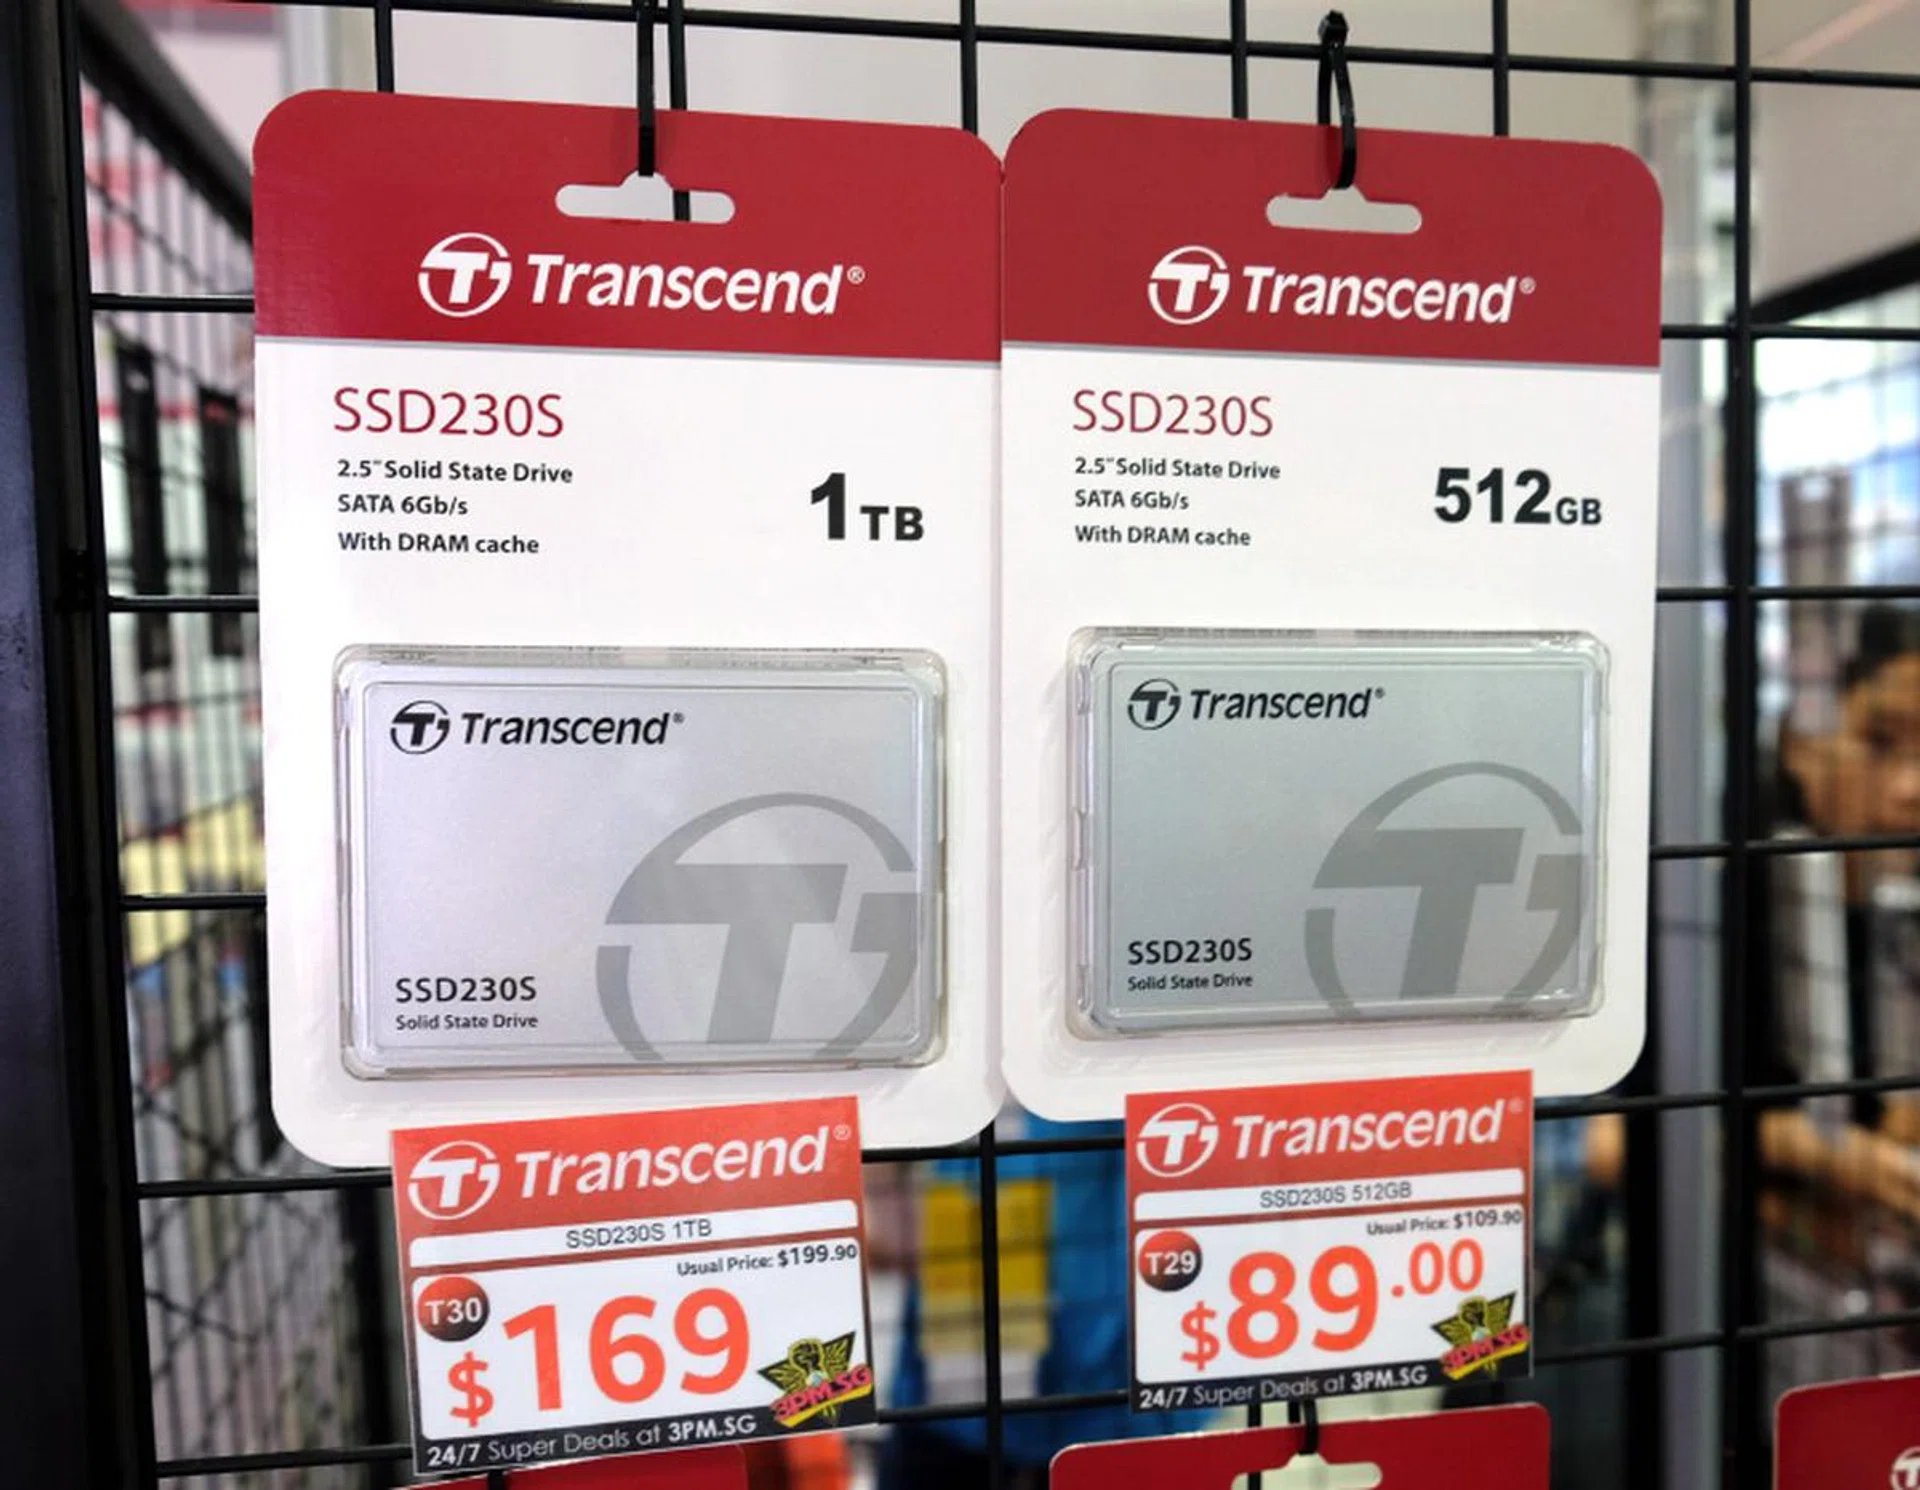 Transcend®
SSD230S
2.5" Solid State Drive
SATA 6Gb/s
With DRAM cache
1TB
Transcend®
SSD230S
Solid State Drive
Transcend®
SSD230S 1TB
Usual Price: $199.90
T30
$169
3PM.SG
24/7 Super Deals at 3PM.SG
Transcend®
SSD230S
2.5" Solid State Drive
SATA 6Gb/s
With DRAM cache
512GB
Transcend®
SSD230S
Solid State Drive
Transcend®
SSD230S 512GB
Usual Price: $109.90
T29
$89.00
3PM.SG
24/7 Super Deals at 3PM.SG